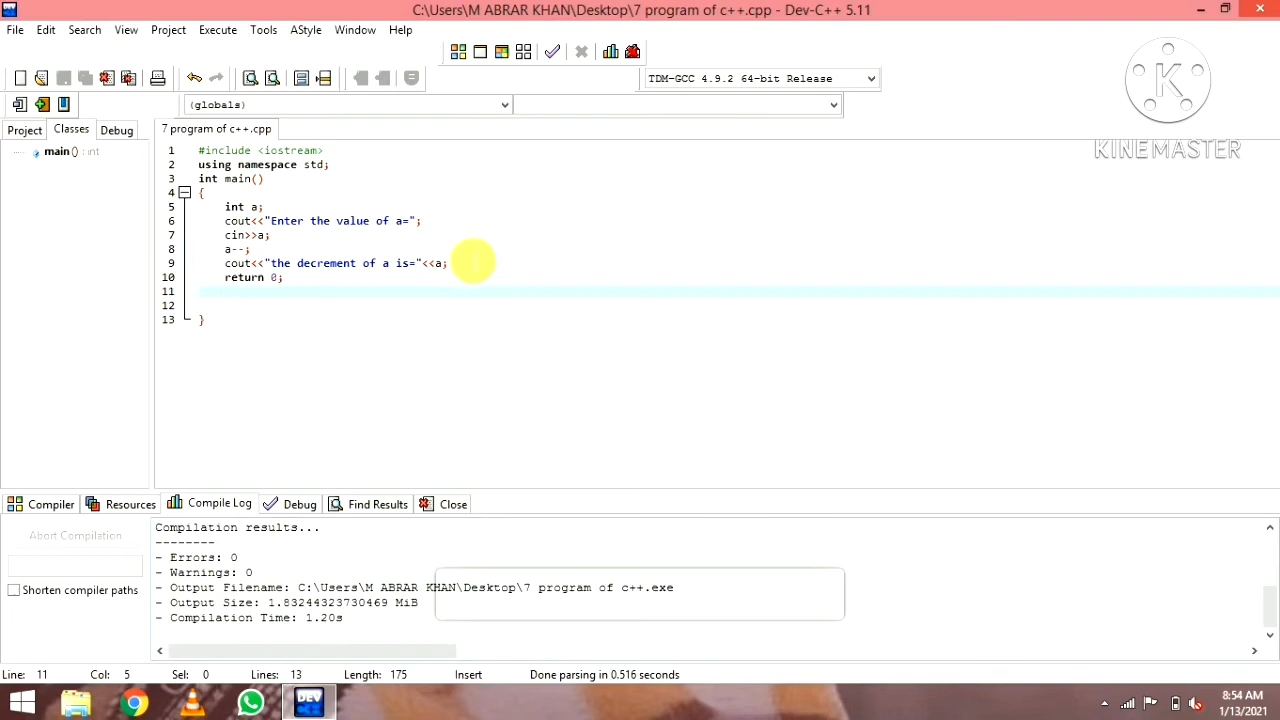 C:\Users\M ABRAR KHAN\Desktop\7 program of c++.cpp - Dev-C++ 5.11
File Edit Search View Project Execute Tools AStyle Window Help
TDM-GCC 4.9.2 64-bit Release
(globals)
Project Classes Debug
7 program of c++.cpp
main() : int
1 #include <iostream>
2 using namespace std;
3 int main()
4 {
5 int a;
6 cout<<"Enter the value of a=";
7 cin>>a;
8 a--;
9 cout<<"the decrement of a is="<<a;
10 return 0;
11
12
13 }
K
KINEMASTER
Compiler Resources Compile Log Debug Find Results Close
Abort Compilation
Shorten compiler paths
Compilation results...
--------
- Errors: 0
- Warnings: 0
- Output Filename: C:\Users\M ABRAR KHAN\Desktop\7 program of c++.exe
- Output Size: 1.83244323730469 MiB
- Compilation Time: 1.20s
Line: 11 Col: 5 Sel: 0 Lines: 13 Length: 175 Insert Done parsing in 0.516 seconds
DEV
8:54 AM
1/13/2021